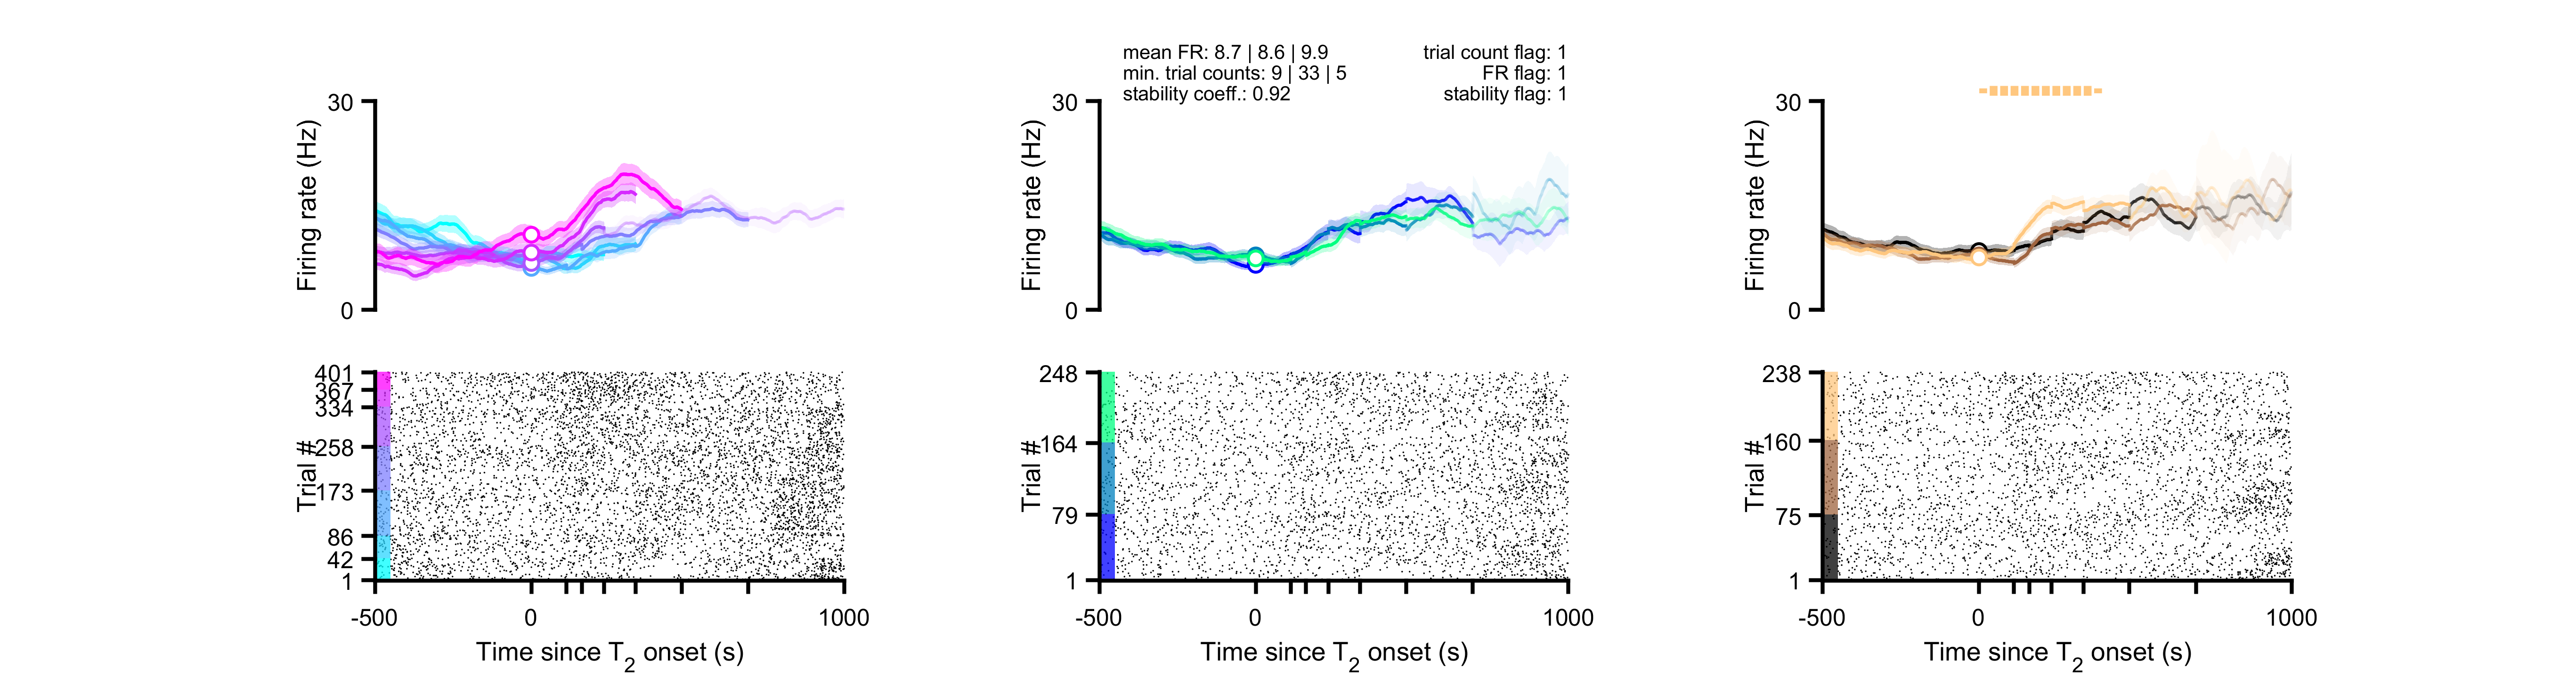 mean FR: 8.7 | 8.6 | 9.9
min. trial counts: 9 | 33 | 5
stability coeff.: 0.92
trial count flag: 1
FR flag: 1
stability flag: 1
30
Firing rate (Hz)
0
30
Firing rate (Hz)
0
30
Firing rate (Hz)
0
401
367
334
258
173
86
42
1
Trial #
-500
0
1000
Time since T2 onset (s)
248
164
79
1
Trial #
-500
0
1000
Time since T2 onset (s)
238
160
75
1
Trial #
-500
0
1000
Time since T2 onset (s)